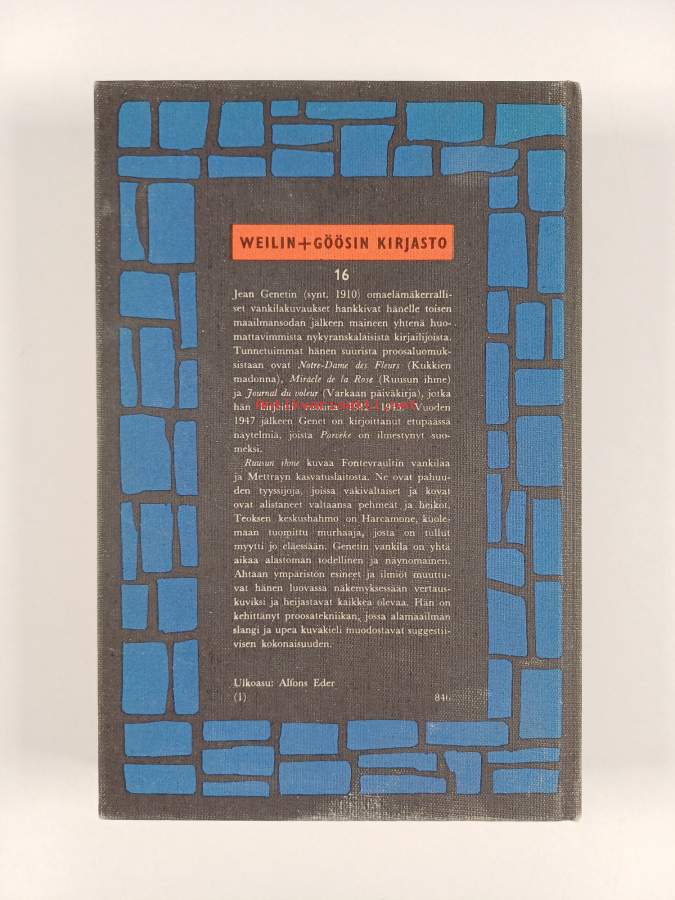 WEILIN+GÖÖSIN KIRJASTO
16
Jean Genetin (synt. 1910) omaelämäkerralli-
set vankilakuvaukset hankkivat hänelle toisen
maailmansodan jälkeen maineen yhtenä huo-
mattavimmista nykyranskalaisista kirjailijoista.
Tunnetuimmat hänen suurista proosaluomuk-
sistaan ovat Notre-Dame des Fleurs (Kukkien
madonna), Miracle de la Rose (Ruusun ihme)
ja Journal du voleur (Varkaan päiväkirja), jotka
hän kirjoitti Vuoden
1947 jälkeen Genet on kirjoittanut etupäässä
näytelmiä, joista Parveke on ilmestynyt suo-
meksi.
Ruusun ihme kuvaa Fontevraultin vankilaa
ja Mettrayn kasvatuslaitosta. Ne ovat pahuu-
den tyyssijoja, joissa väkivaltaiset ja kovat
ovat alistaneet valtaansa pehmeät ja heikot.
Teoksen keskushahmo on Harcamone, kuole-
maan tuomittu murhaaja, josta on tullut
myytti jo eläessään. Genetin vankila on yhtä
aikaa alastoman todellinen ja näynomainen.
Ahtaan ympäristön esineet ja ilmiöt muuttu-
vat hänen luovassa näkemyksessään vertaus-
kuviksi ja heijastavat kaikkea olevaa. Hän on
kehittänyt proosatekniikan, jossa alamaailman
slangi ja upea kuvakieli muodostavat suggestii-
visen kokonaisuuden.
Ulkoasu: Alfons Eder
(1) 840